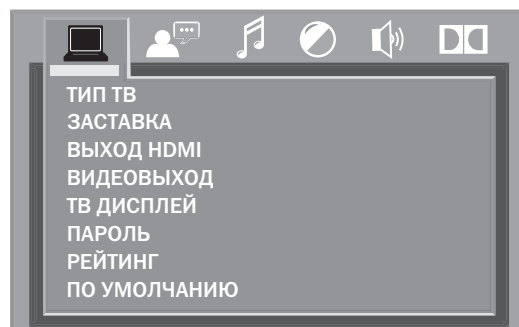 ТИП ТВ
ЗАСТАВКА
ВЫХОД HDMI
ВИДЕОВЫХОД
ТВ ДИСПЛЕЙ
ПАРОЛЬ
РЕЙТИНГ
ПО УМОЛЧАНИЮ